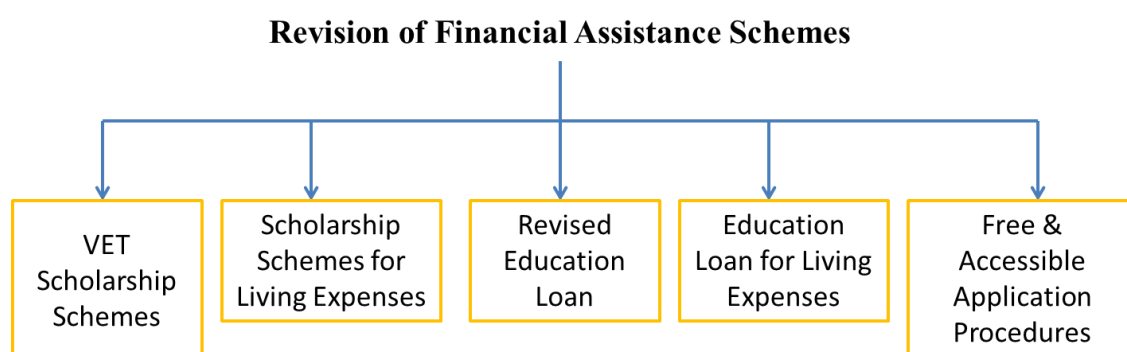 Revision of Financial Assistance Schemes
VET
Scholarship
Schemes
Scholarship
Schemes for
Living Expenses
Revised
Education
Loan
Education
Loan for Living
Expenses
Free &
Accessible
Application
Procedures